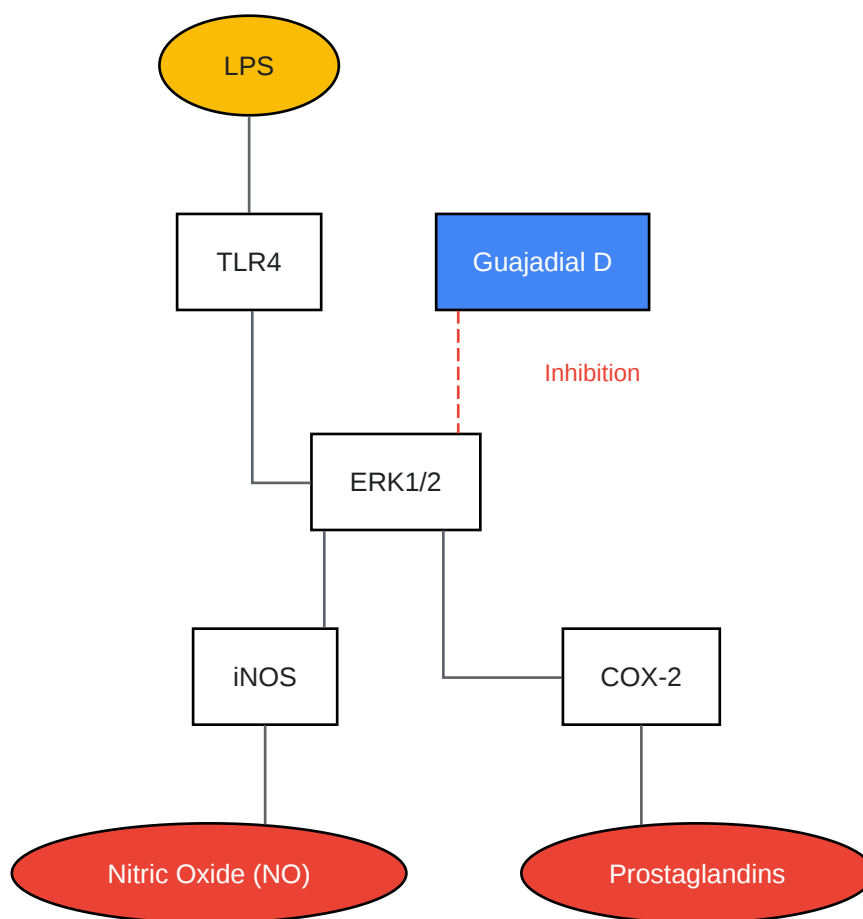 LPS
TLR4
Guajadial D
Inhibition
ERK1/2
iNOS
COX-2
Nitric Oxide (NO)
Prostaglandins